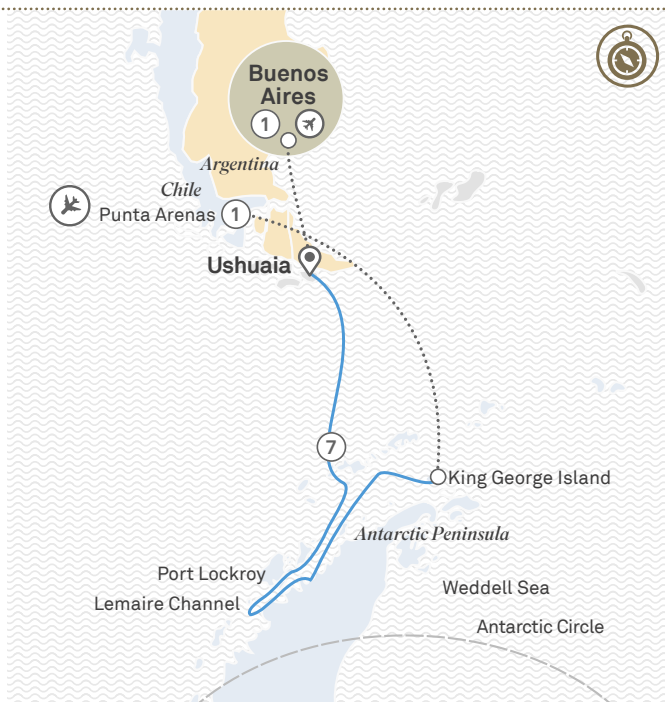 Buenos
Aires
1
Argentina
Chile
Punta Arenas
1
Ushuaia
7
King George Island
Antarctic Peninsula
Port Lockroy
Weddell Sea
Lemaire Channel
Antarctic Circle